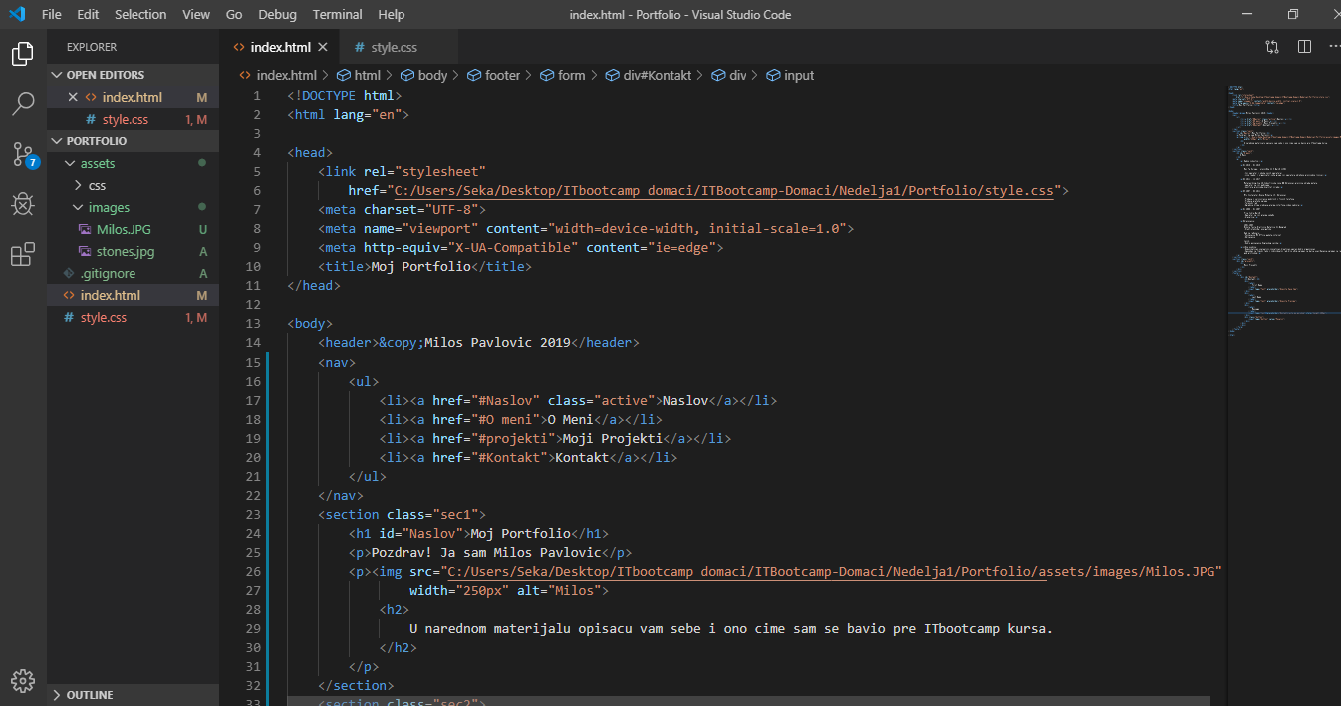 File Edit Selection View Go Debug Terminal Help
index.html - Portfolio - Visual Studio Code
EXPLORER
OPEN EDITORS
index.html M
style.css 1, M
PORTFOLIO
assets
css
images
Milos.JPG U
stones.jpg A
.gitignore A
index.html M
style.css 1, M
OUTLINE
7
index.html
style.css
index.html > html > body > footer > form > div#Kontakt > div > input
1 <!DOCTYPE html>
2 <html lang="en">
3
4 <head>
5 <link rel="stylesheet"
6 href="C:/Users/Seka/Desktop/ITbootcamp domaci/ITBootcamp-Domaci/Nedelja1/Portfolio/style.css">
7 <meta charset="UTF-8">
8 <meta name="viewport" content="width=device-width, initial-scale=1.0">
9 <meta http-equiv="X-UA-Compatible" content="ie=edge">
10 <title>Moj Portfolio</title>
11 </head>
12
13 <body>
14 <header>&copy;Milos Pavlovic 2019</header>
15 <nav>
16 <ul>
17 <li><a href="#Naslov" class="active">Naslov</a></li>
18 <li><a href="#O meni">O Meni</a></li>
19 <li><a href="#projekti">Moji Projekti</a></li>
20 <li><a href="#Kontakt">Kontakt</a></li>
21 </ul>
22 </nav>
23 <section class="sec1">
24 <h1 id="Naslov">Moj Portfolio</h1>
25 <p>Pozdrav! Ja sam Milos Pavlovic</p>
26 <p><img src="C:/Users/Seka/Desktop/ITbootcamp domaci/ITBootcamp-Domaci/Nedelja1/Portfolio/assets/images/Milos.JPG"
27 width="250px" alt="Milos">
28 <h2>
29 U narednom materijalu opisacu vam sebe i ono cime sam se bavio pre ITbootcamp kursa.
30 </h2>
31 </p>
32 </section>
33 <section class="sec2">